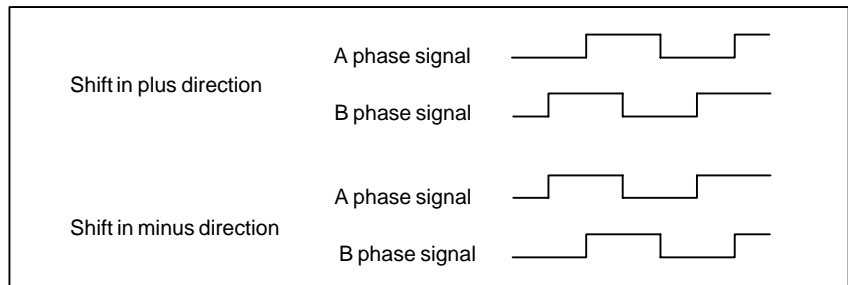 A phase signal
Shift in plus direction
B phase signal
A phase signal
Shift in minus direction
B phase signal